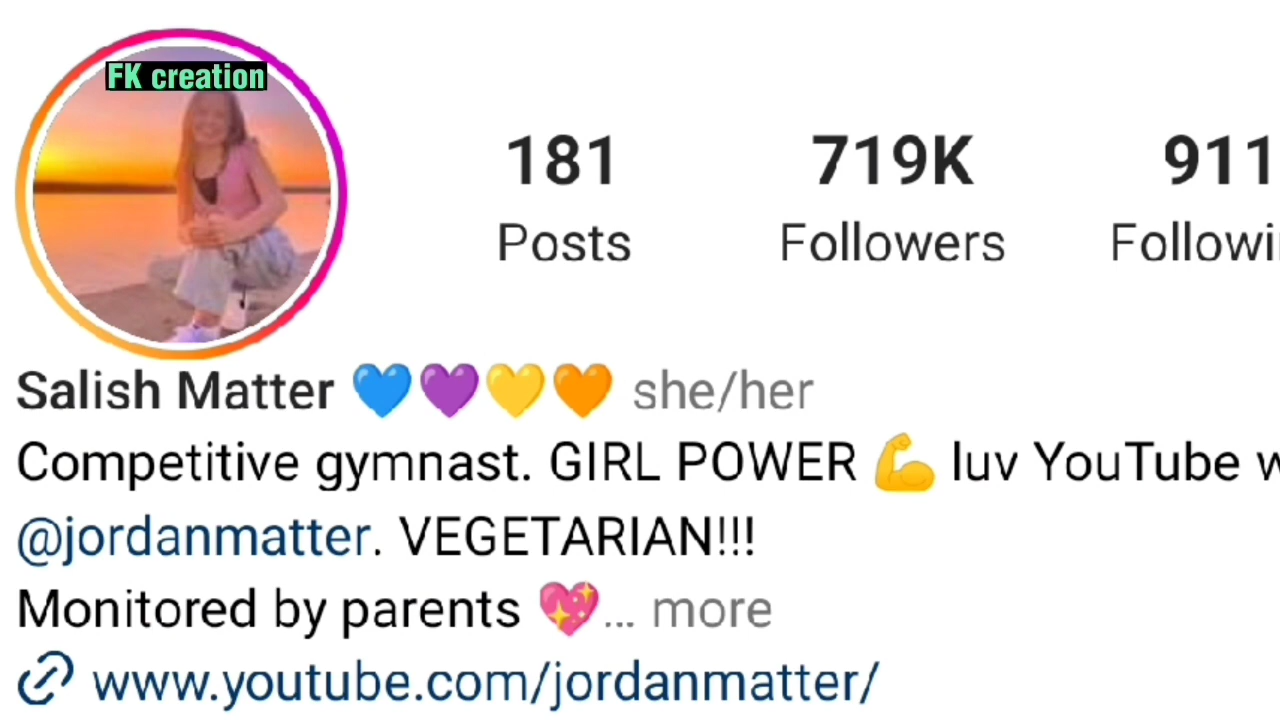 FK creation
181 719K 911
Posts Followers Followi
Salish Matter 💙💜💛🧡 she/her
Competitive gymnast. GIRL POWER 💪 luv YouTube w
@jordanmatter. VEGETARIAN!!!
Monitored by parents 💖... more
www.youtube.com/jordanmatter/